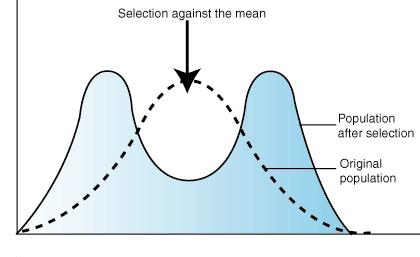 Selection against the mean
Population
after selection
Original
population